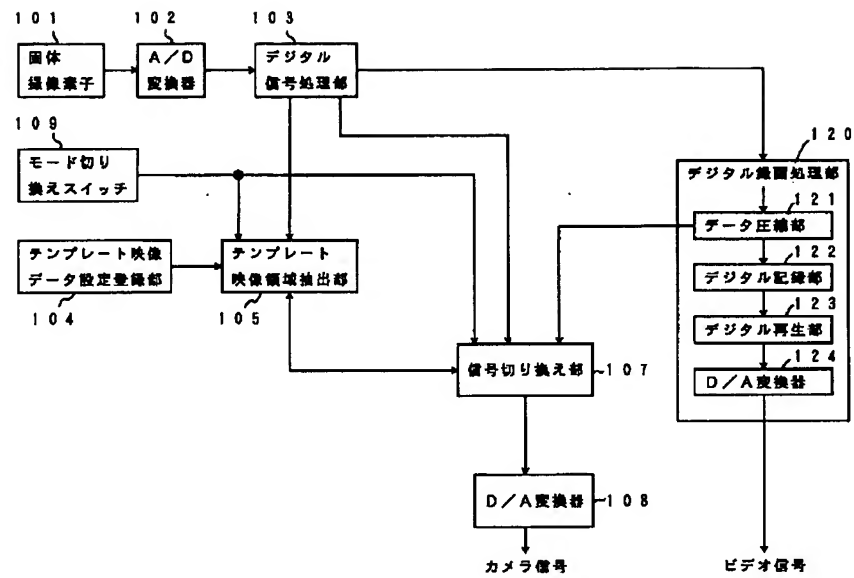 101
固体
撮像素子
102
A/D
変換器
103
デジタル
信号処理部
109
モード切り
換えスイッチ
テンプレート映像
データ設定登録部
104
テンプレート
映像領域抽出部
105
120
デジタル録画処理部
121
データ圧縮部
122
デジタル記録部
123
デジタル再生部
124
D/A変換器
信号切り換え部
107
D/A変換器
108
カメラ信号
ビデオ信号